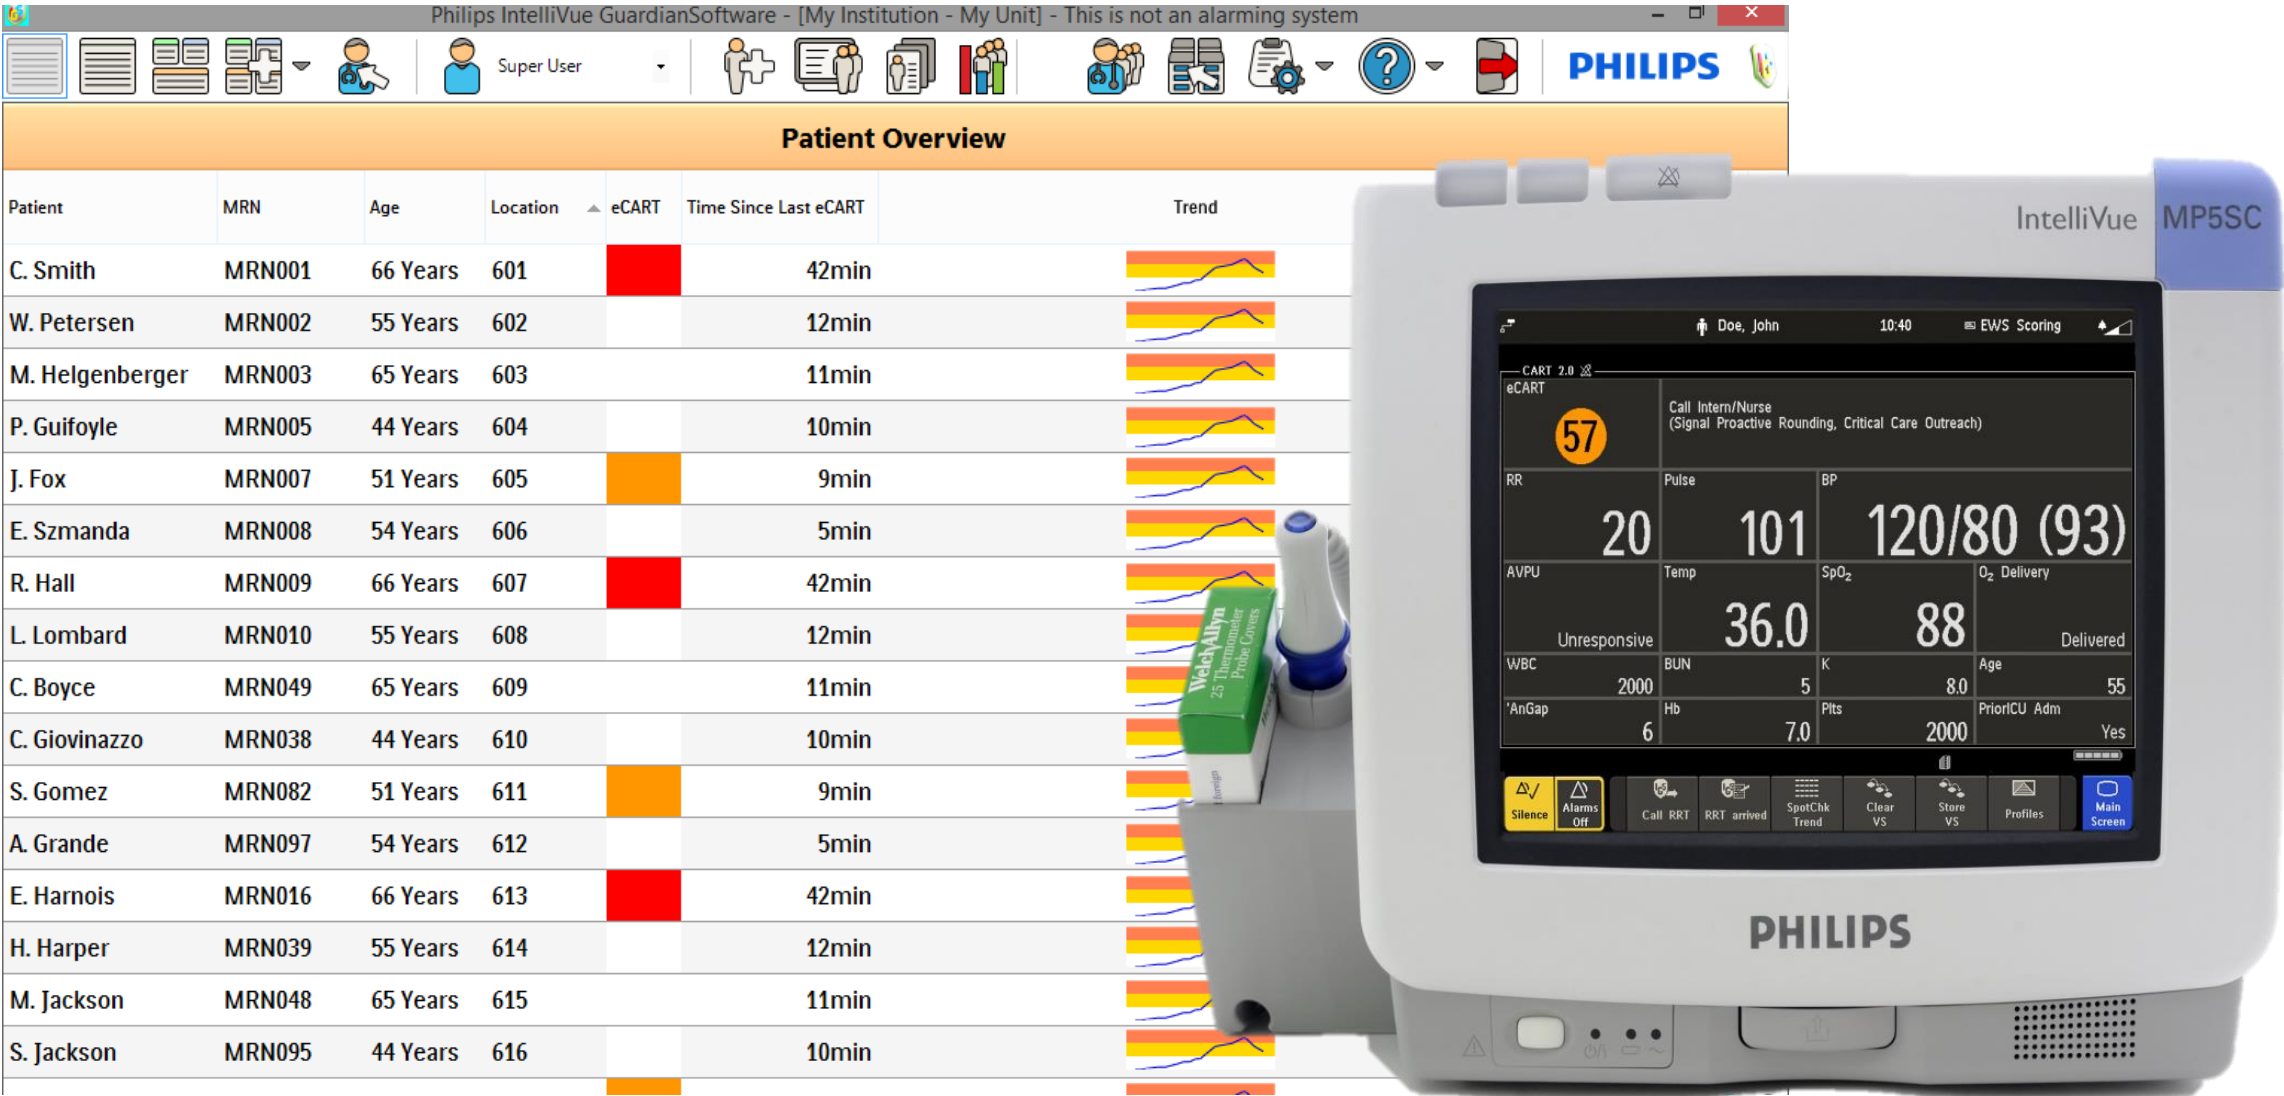 Philips IntelliVue GuardianSoftware - [My Institution - My Unit] - This is not an alarming system
Super User
PHILIPS
Patient Overview
Patient MRN Age Location eCART Time Since Last eCART Trend
C. Smith MRN001 66 Years 601 42min
W. Petersen MRN002 55 Years 602 12min
M. Helgenberger MRN003 65 Years 603 11min
P. Guifoyle MRN005 44 Years 604 10min
J. Fox MRN007 51 Years 605 9min
E. Szmanda MRN008 54 Years 606 5min
R. Hall MRN009 66 Years 607 42min
L. Lombard MRN010 55 Years 608 12min
C. Boyce MRN049 65 Years 609 11min
C. Giovinazzo MRN038 44 Years 610 10min
S. Gomez MRN082 51 Years 611 9min
A. Grande MRN097 54 Years 612 5min
E. Harnois MRN016 66 Years 613 42min
H. Harper MRN039 55 Years 614 12min
M. Jackson MRN048 65 Years 615 11min
S. Jackson MRN095 44 Years 616 10min
WelchAllyn
25 Thermometer
Probe Covers
IntelliVue MP5SC
Doe, John 10:40 EWS Scoring
CART 2.0
eCART
57
Call Intern/Nurse
(Signal Proactive Rounding, Critical Care Outreach)
RR Pulse BP
20 101 120/80 (93)
AVPU Temp SpO₂ O₂ Delivery
Unresponsive 36.0 88 Delivered
WBC BUN K Age
2000 5 8.0 55
'AnGap Hb Plts PriorICU Adm
6 7.0 2000 Yes
Silence
Alarms
Off
Call RRT
RRT arrived
SpotChk
Trend
Clear
VS
Store
VS
Profiles
Main
Screen
PHILIPS